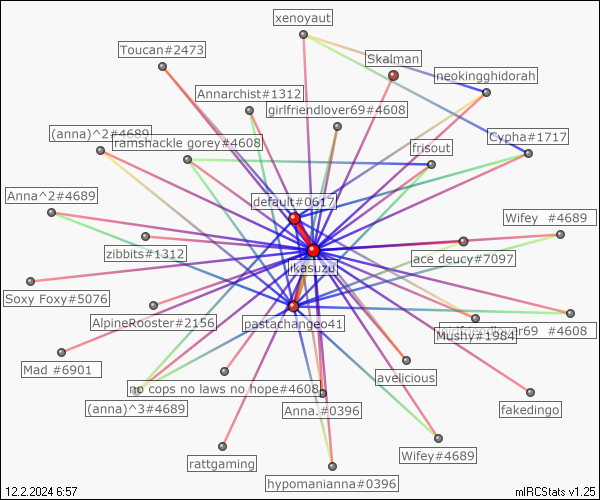 xenoyaut
Toucan#2473
Skalman
neokingghidorah
Annarchist#1312
girlfriendlover69#4608
(anna)^2#4689
ramshackle gorey#4608
frisout
Cypha#1717
Anna^2#4689
default#0617
Wifey _#4689
zibbits#1312
ikasuzu
ace deucy#7097
Soxy Foxy#5076
AlpineRooster#2156
pastachangeo41
girlfriendlover69 _#4608
Mushy#1984
Mad #6901
avelicious
no cops no laws no hope#4608
(anna)^3#4689
Anna.#0396
fakedingo
rattgaming
Wifey#4689
hypomanianna#0396
12.2.2024 6:57
mIRCStats v1.25